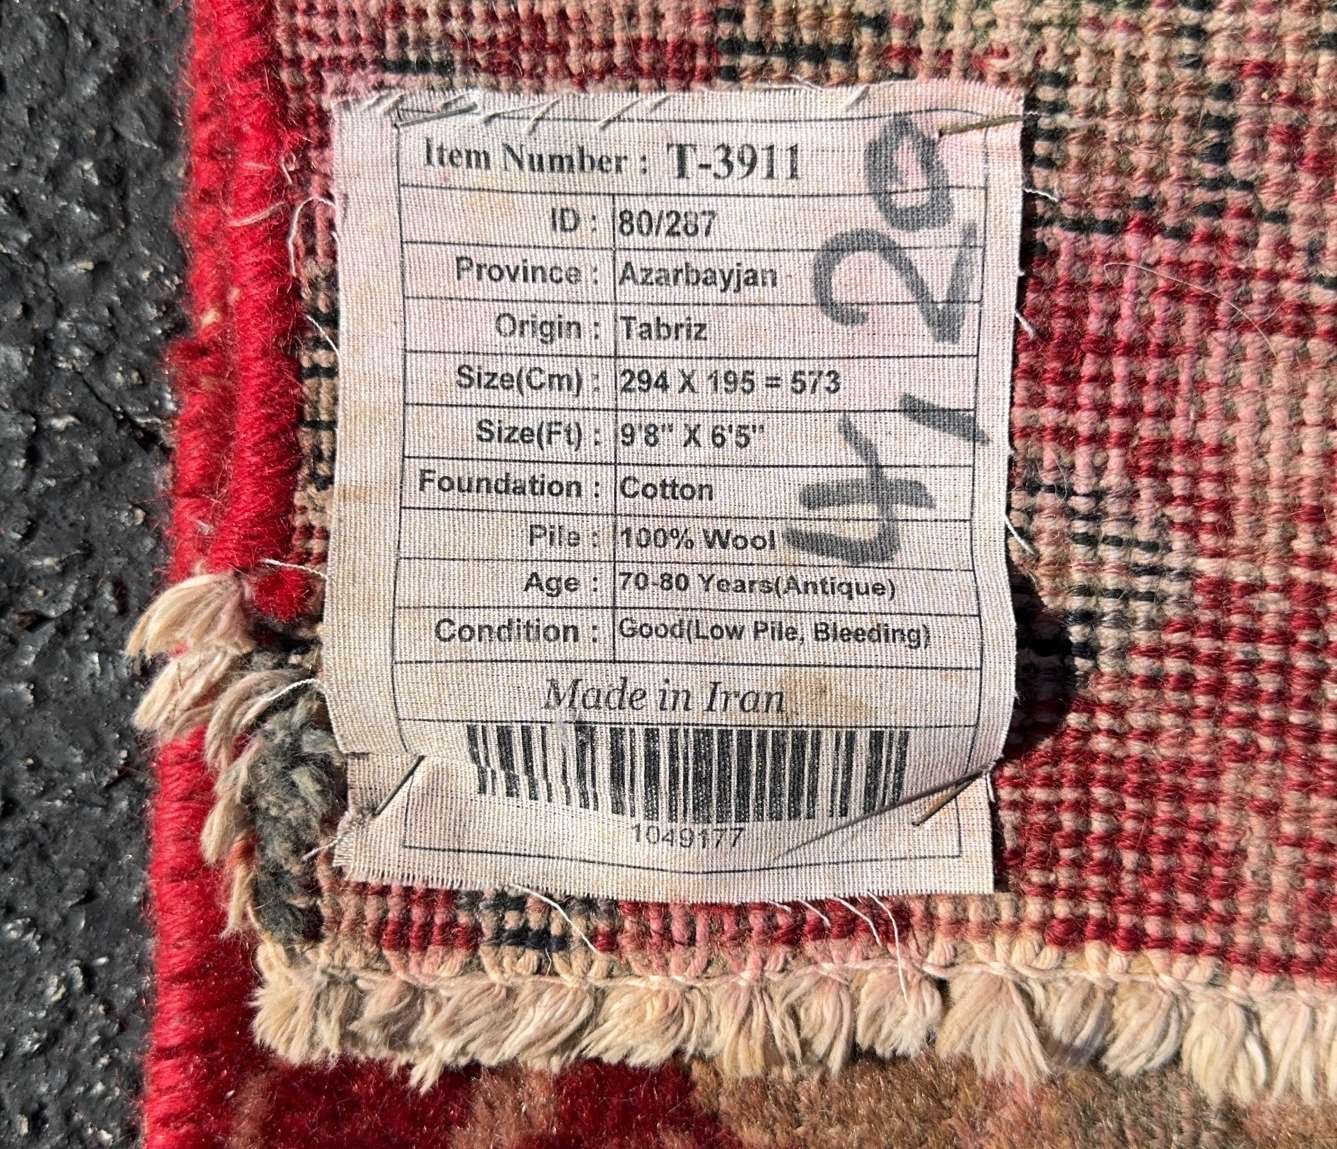 Item Number : T-3911
ID : 80/287
Province : Azarbayjan
Origin : Tabriz
Size(Cm) : 294 X 195 = 573
Size(Ft) : 9'8" X 6'5"
Foundation : Cotton
Pile : 100% Wool
Age : 70-80 Years(Antique)
Condition : Good(Low Pile, Bleeding)
Made in Iran
1049177
4120